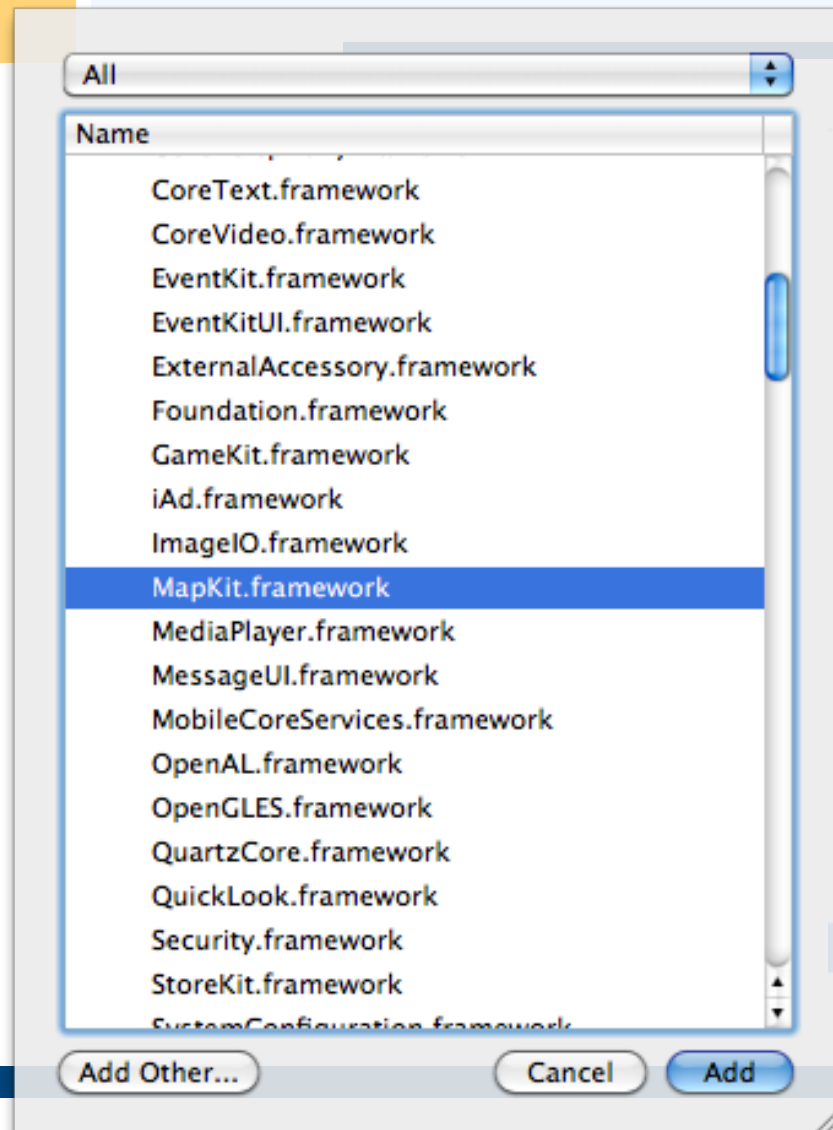 All
Name
CoreText.framework
CoreVideo.framework
EventKit.framework
EventKitUI.framework
ExternalAccessory.framework
Foundation.framework
GameKit.framework
iAd.framework
ImageIO.framework
MapKit.framework
MediaPlayer.framework
MessageUI.framework
MobileCoreServices.framework
OpenAL.framework
OpenGLES.framework
QuartzCore.framework
QuickLook.framework
Security.framework
StoreKit.framework
SystemConfiguration.framework
Add Other...
Cancel
Add